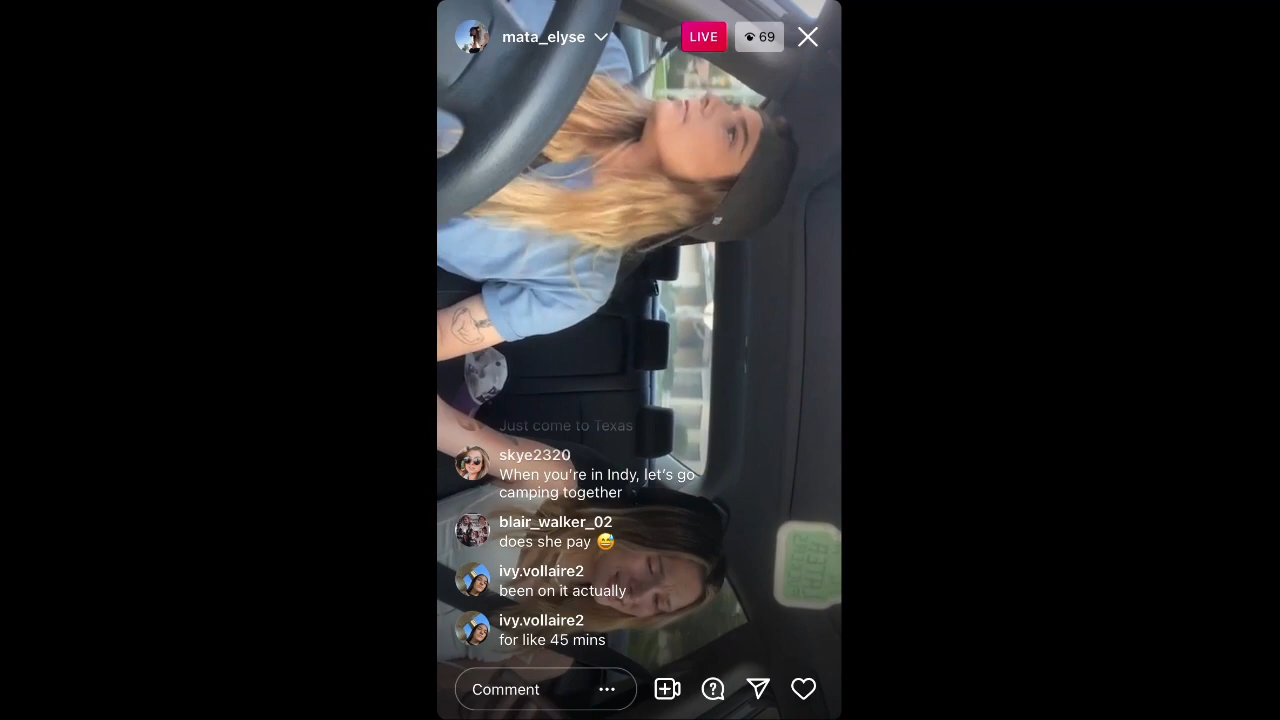 mata_elyse
LIVE
69
Just come to Texas
skye2320
When you're in Indy, let's go
camping together
blair_walker_02
does she pay 😅
ivy.vollaire2
been on it actually
ivy.vollaire2
for like 45 mins
Comment